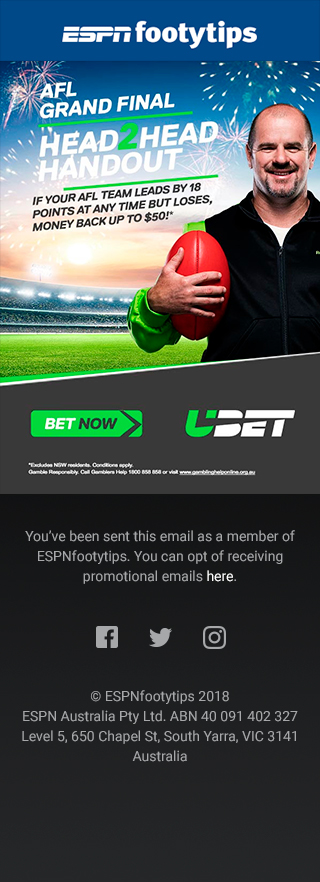 ESPN footytips
AFL
GRAND FINAL
HEAD2HEAD
HANDOUT
IF YOUR AFL TEAM LEADS BY 18
POINTS AT ANY TIME BUT LOSES,
MONEY BACK UP TO $50!*
BET NOW
UBET
*Excludes NSW residents. Conditions apply.
Gamble Responsibly. Call Gamblers Help 1800 858 858 or visit www.gamblinghelponline.org.au
You’ve been sent this email as a member of
ESPNfootytips. You can opt of receiving
promotional emails here.
© ESPNfootytips 2018
ESPN Australia Pty Ltd. ABN 40 091 402 327
Level 5, 650 Chapel St, South Yarra, VIC 3141
Australia